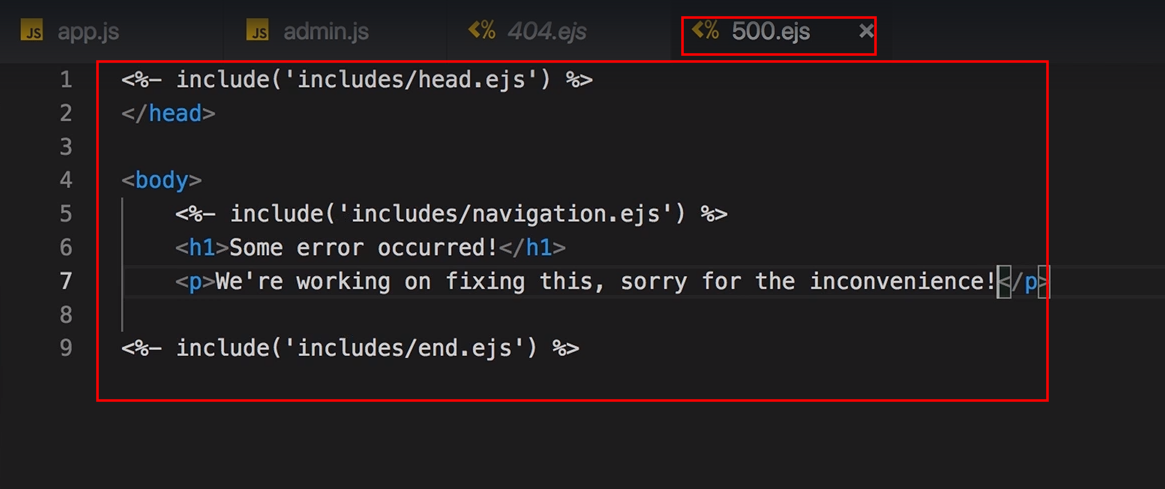 JS app.js JS admin.js <% 404.ejs <% 500.ejs ×
1 <%- include('includes/head.ejs') %>
2 </head>
3
4 <body>
5 <%- include('includes/navigation.ejs') %>
6 <h1>Some error occurred!</h1>
7 <p>We're working on fixing this, sorry for the inconvenience!</p>
8
9 <%- include('includes/end.ejs') %>